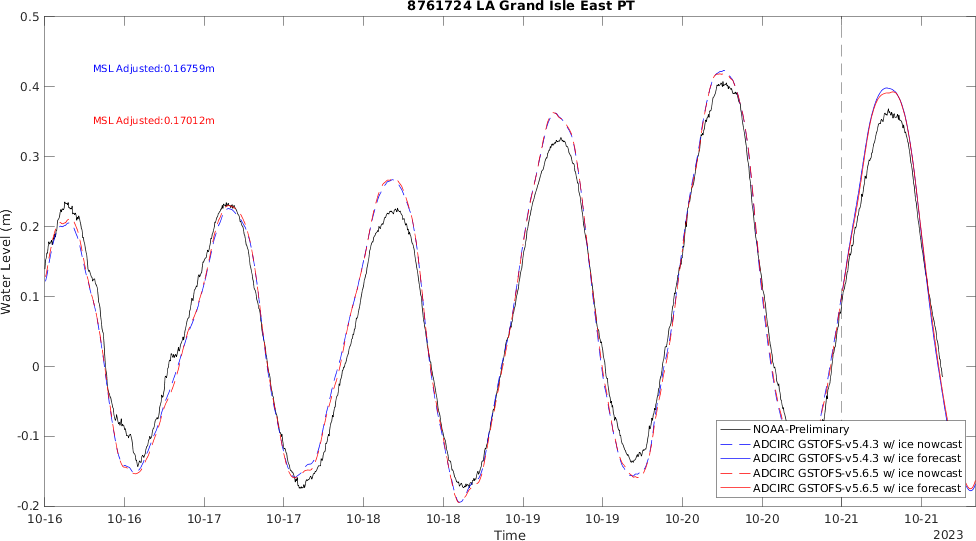 8761724 LA Grand Isle East PT
0.5
MSL Adjusted:0.16759m
0.4
MSL Adjusted:0.17012m
0.3
0.2
Water Level (m)
0.1
0
-0.1
NOAA-Preliminary
ADCIRC GSTOFS-v5.4.3 w/ ice nowcast
ADCIRC GSTOFS-v5.4.3 w/ ice forecast
ADCIRC GSTOFS-v5.6.5 w/ ice nowcast
ADCIRC GSTOFS-v5.6.5 w/ ice forecast
-0.2
10-16 10-16 10-17 10-17 10-18 10-18 10-19 10-19 10-20 10-20 10-21 10-21
Time
2023